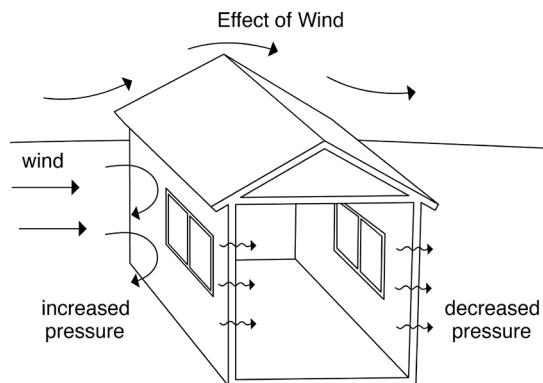 Effect of Wind
wind
increased
pressure
decreased
pressure